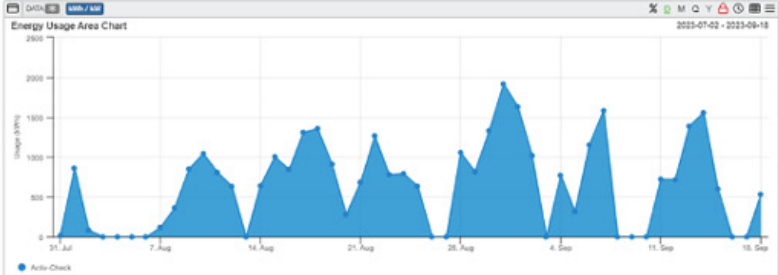 DATA
kWh / kW
% D M Q Y
Energy Usage Area Chart
2023-07-02 - 2023-09-18
Usage (kWh)
2500
2000
1500
1000
500
0
31. Jul 7. Aug 14. Aug 21. Aug 28. Aug 4. Sep 11. Sep 18. Sep
Activ-Check